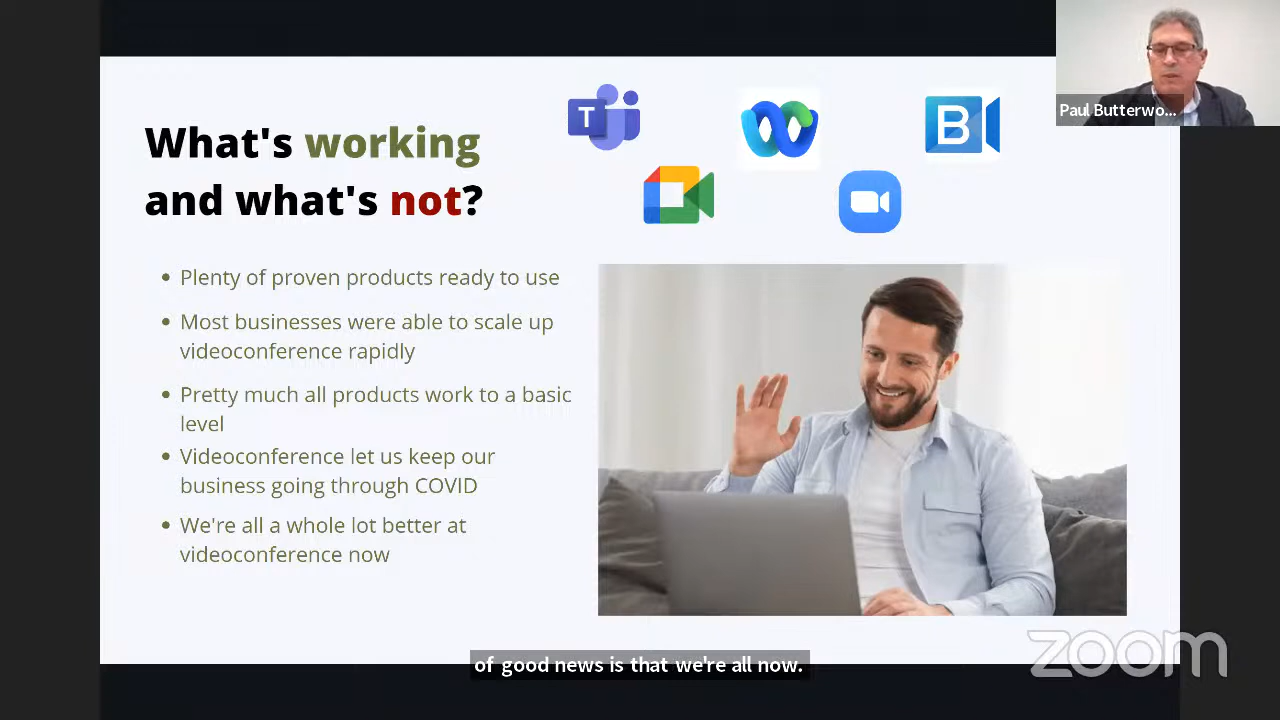 T
B
Paul Butterwo...
What's working
and what's not?
Plenty of proven products ready to use
Most businesses were able to scale up
videoconference rapidly
Pretty much all products work to a basic
level
Videoconference let us keep our
business going through COVID
We're all a whole lot better at
videoconference now
zoom
of good news is that we're all now.